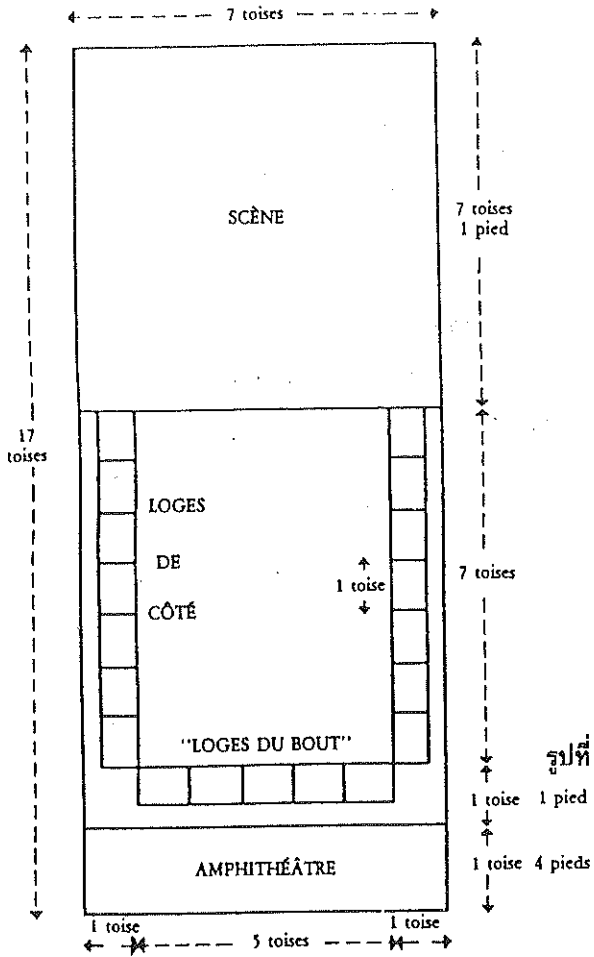 7 toises
SCÈNE
7 toises
1 pied
17
toises
LOGES
DE
CÔTÉ
1 toise
7 toises
"LOGES DU BOUT"
รูปที่
1 toise 1 pied
AMPHITHÉÂTRE
1 toise 4 pieds
1 toise
5 toises
1 toise